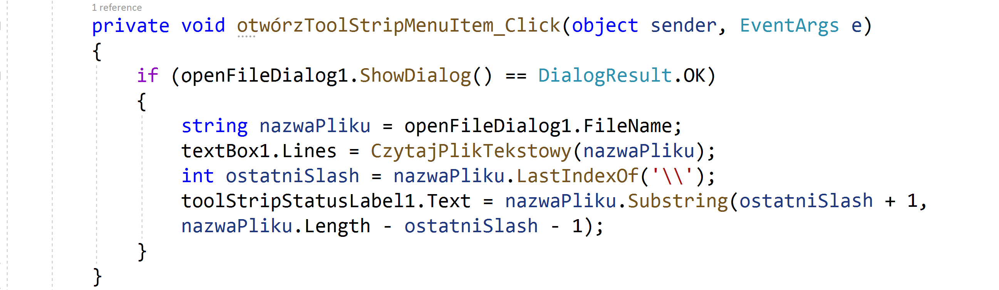 1 reference
private void otwórzToolStripMenuItem_Click(object sender, EventArgs e)
{
if (openFileDialog1.ShowDialog() == DialogResult.OK)
{
string nazwaPliku = openFileDialog1.FileName;
textBox1.Lines = CzytajPlikTekstowy(nazwaPliku);
int ostatniSlash = nazwaPliku.LastIndexOf('\\');
toolStripStatusLabel1.Text = nazwaPliku.Substring(ostatniSlash + 1,
nazwaPliku.Length - ostatniSlash - 1);
}
}